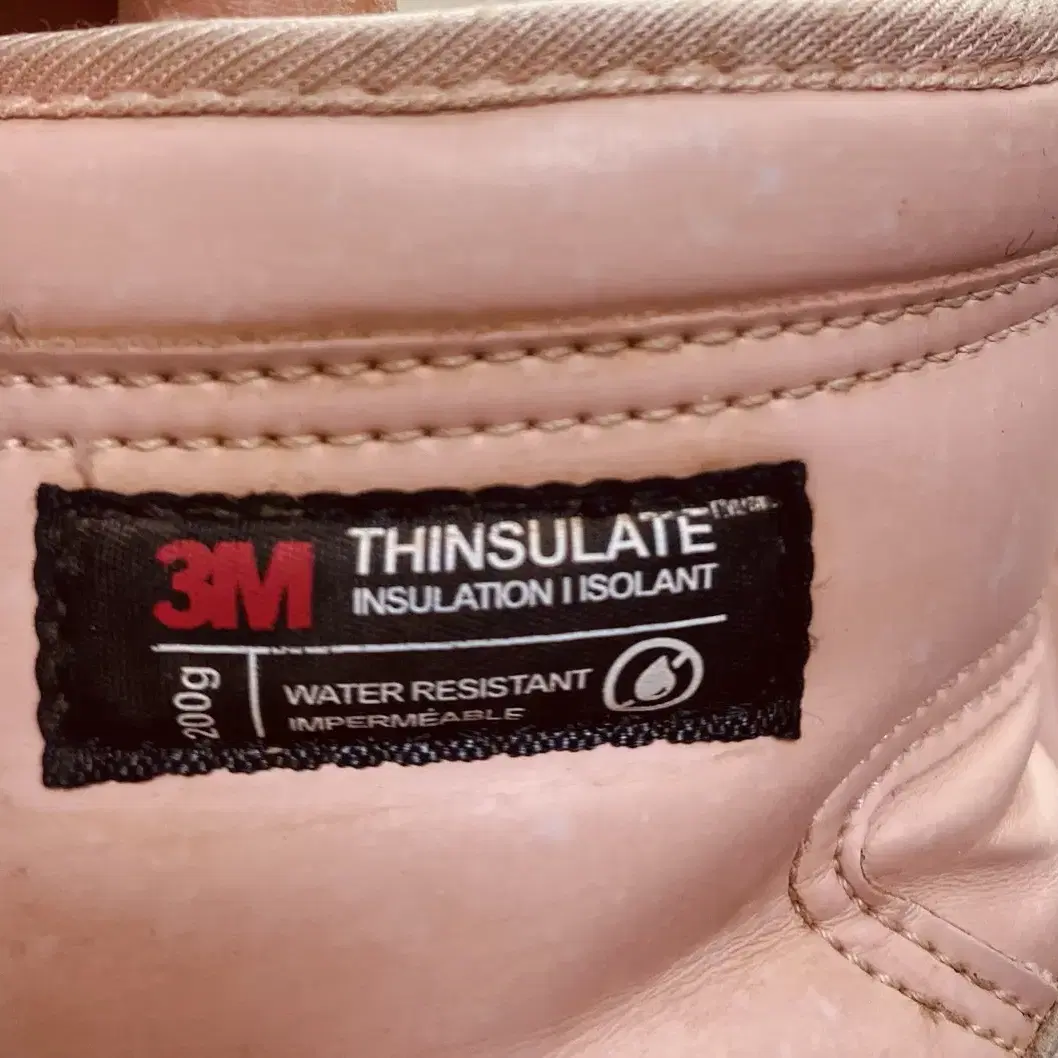 3M
THINSULATE
INSULATION I ISOLANT
200g
WATER RESISTANT
IMPERMÉABLE